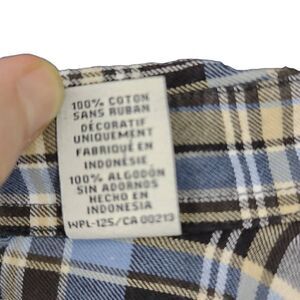 100% COTON
SANS RUBAN
DÉCORATIF
UNIQUEMENT
FABRIQUÉ EN
INDONÉSIE
100% ALGODÓN
SIN ADORNOS
HECHO EN
INDONESIA
WPL-125/CA 00213